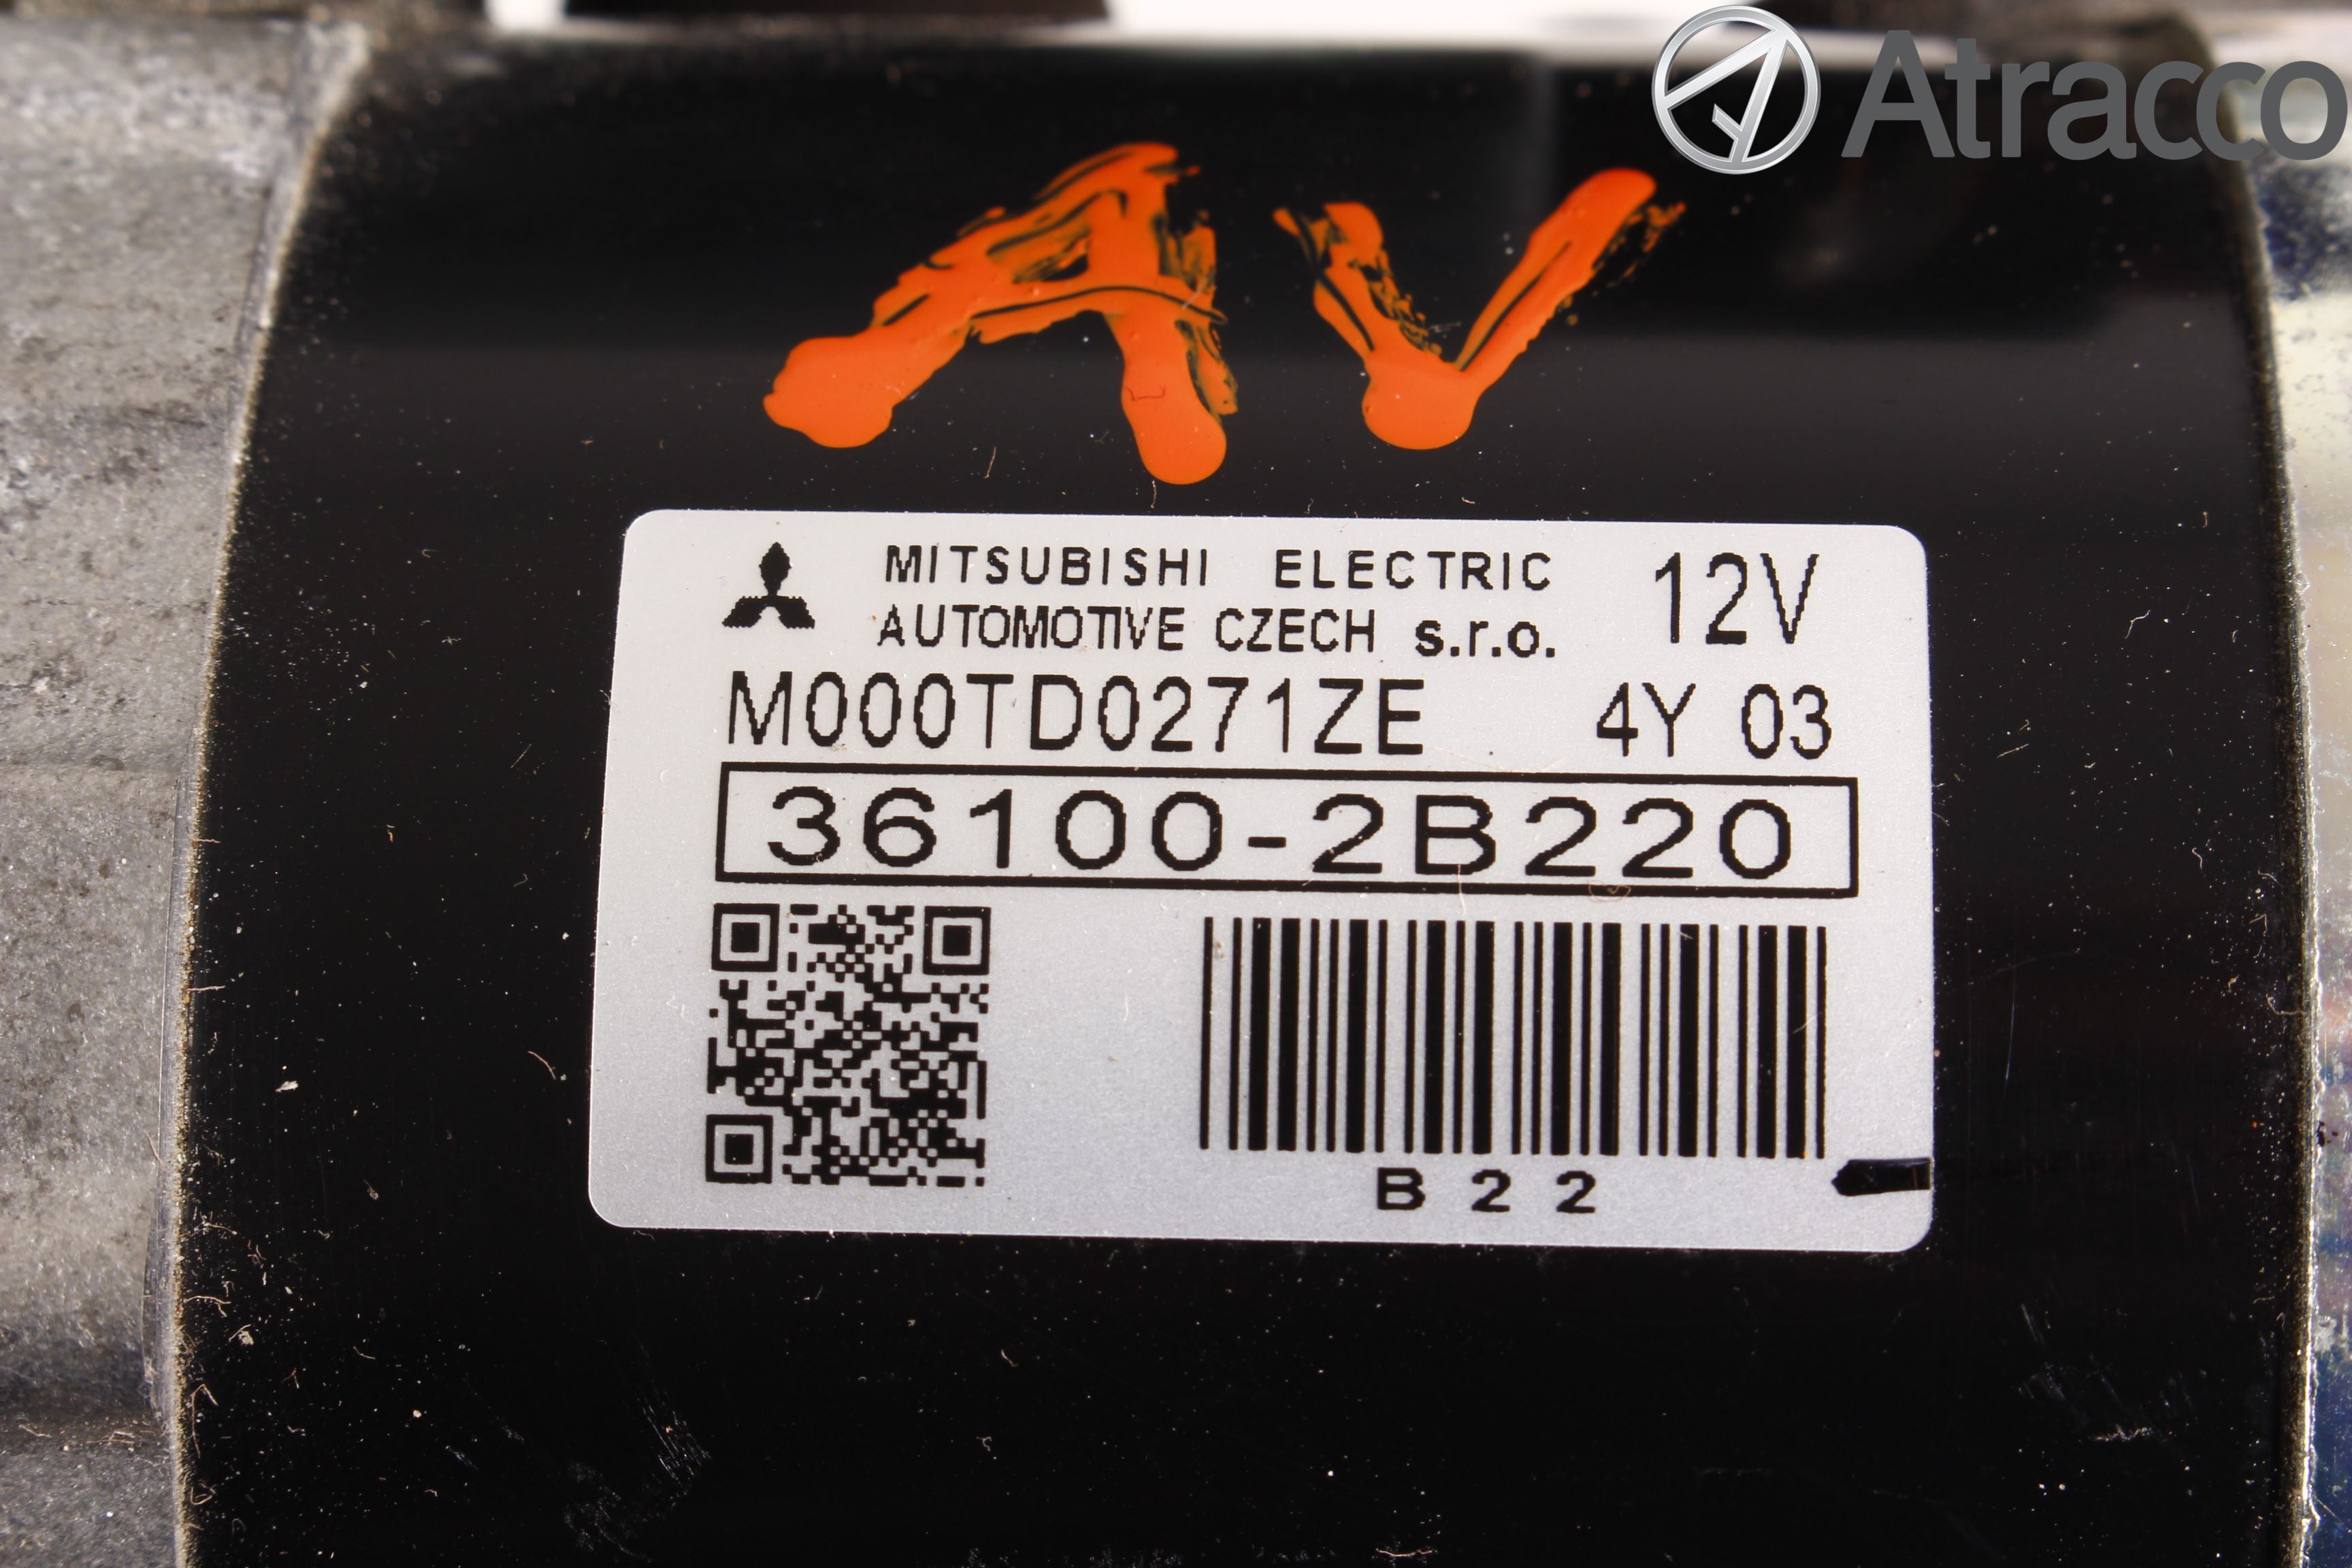 Atracco
AV
MITSUBISHI ELECTRIC 12V
AUTOMOTIVE CZECH s.r.o.
M000TD0271ZE 4Y 03
36100-2B220
B22